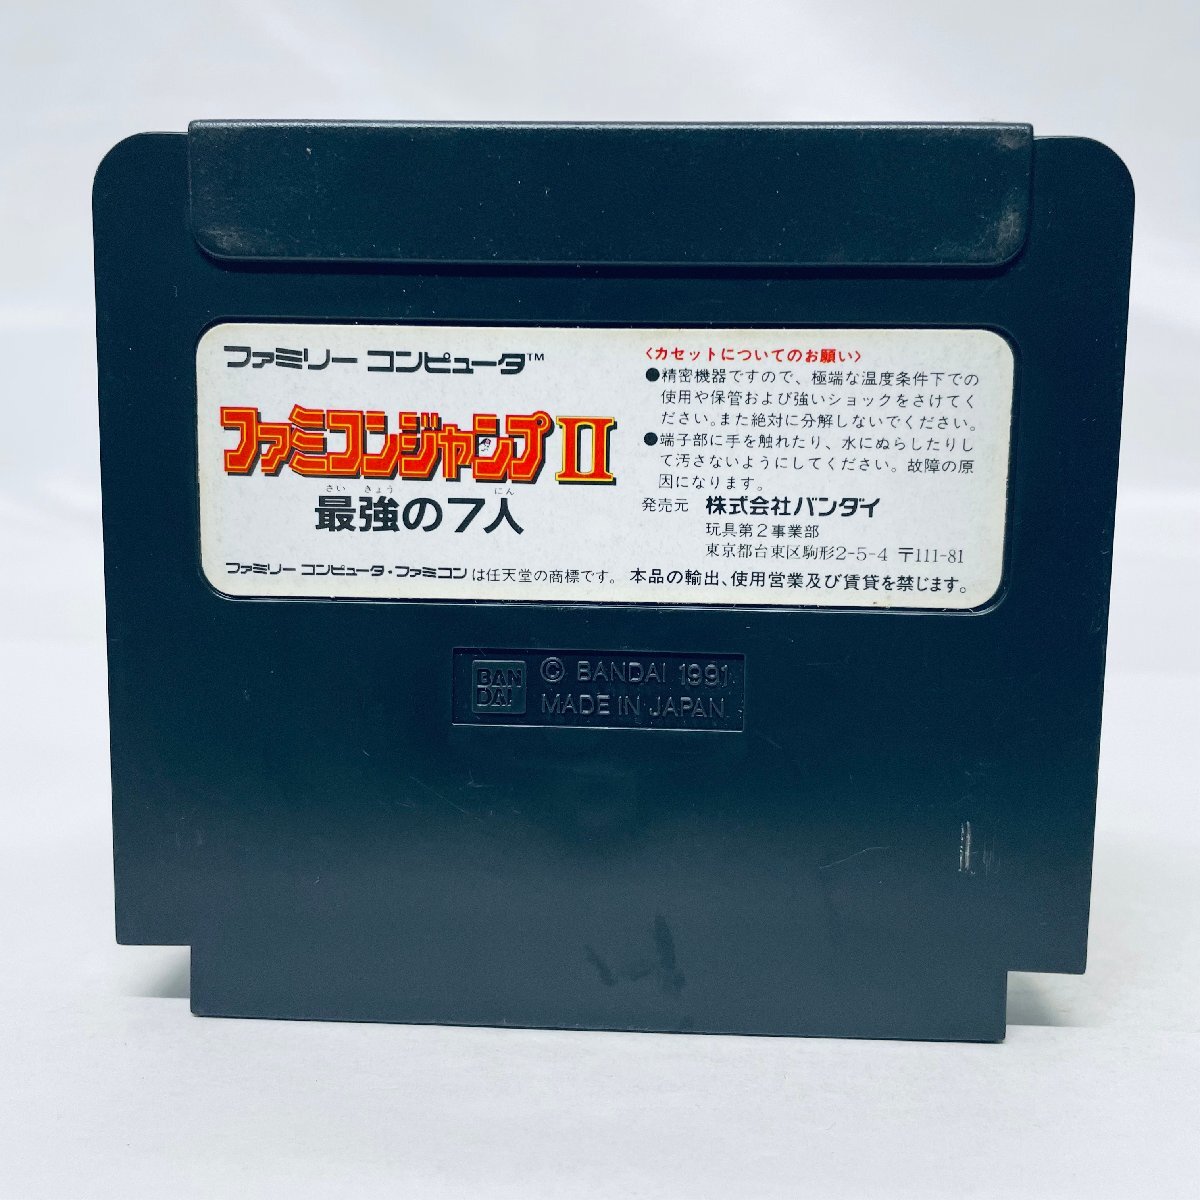 ファミリー コンピュータ™
ファミコンジャンプII
さい きょう にん
最強の7人
〈カセットについてのお願い〉
●精密機器ですので、極端な温度条件下での
使用や保管および強いショックをさけてく
ださい。また絶対に分解しないでください。
●端子部に手を触れたり、水にぬらしたりし
て汚さないようにしてください。故障の原
因になります。
発売元 株式会社バンダイ
玩具第2事業部
東京都台東区駒形2-5-4 〒111-81
ファミリー コンピュータ・ファミコン は任天堂の商標です。 本品の輸出、使用営業及び賃貸を禁じます。
BAN
DAI
© BANDAI 1991
MADE IN JAPAN